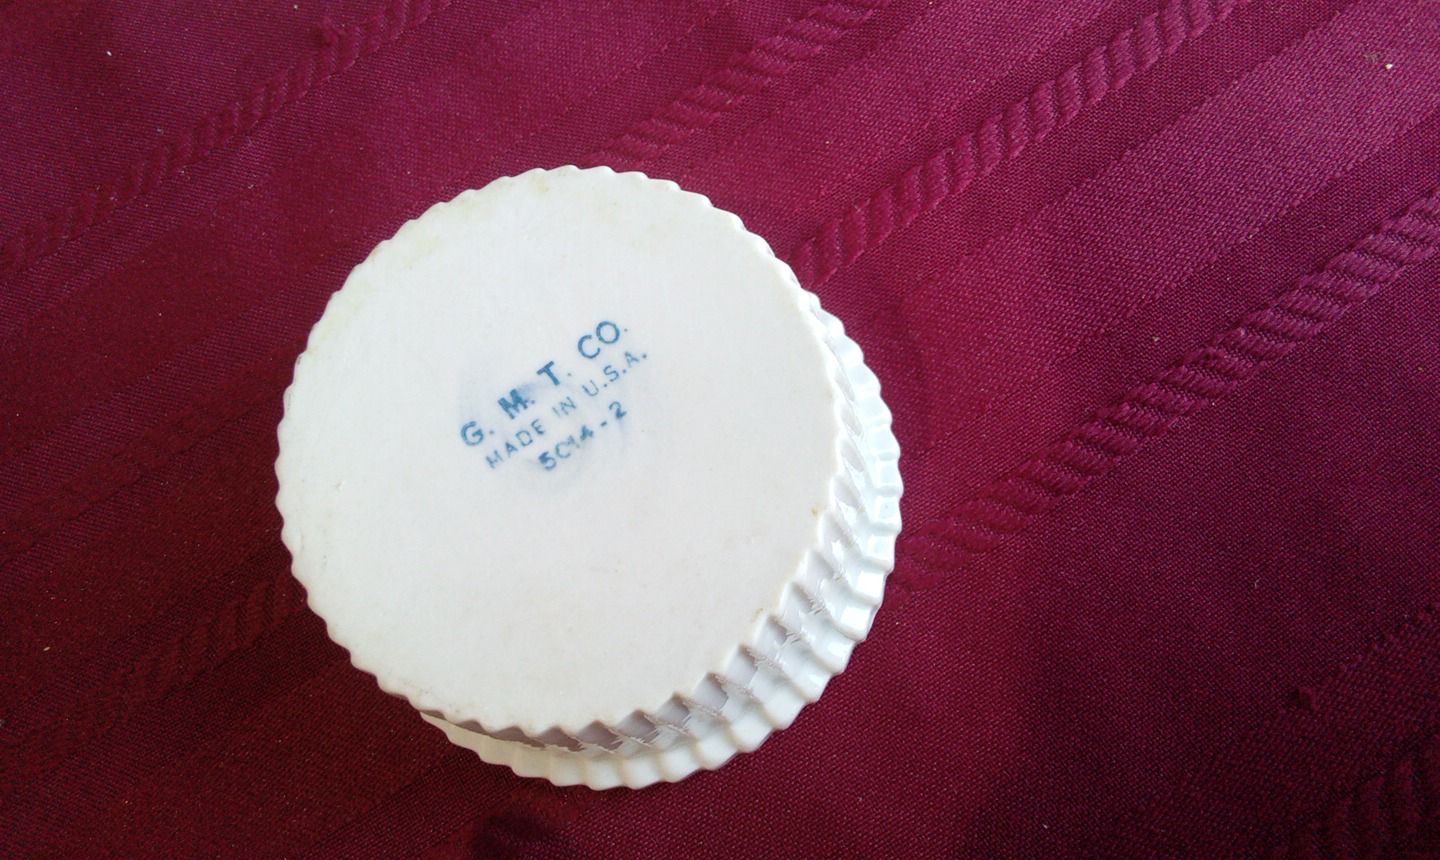 G. M. T. CO.
MADE IN U.S.A.
5C14-2